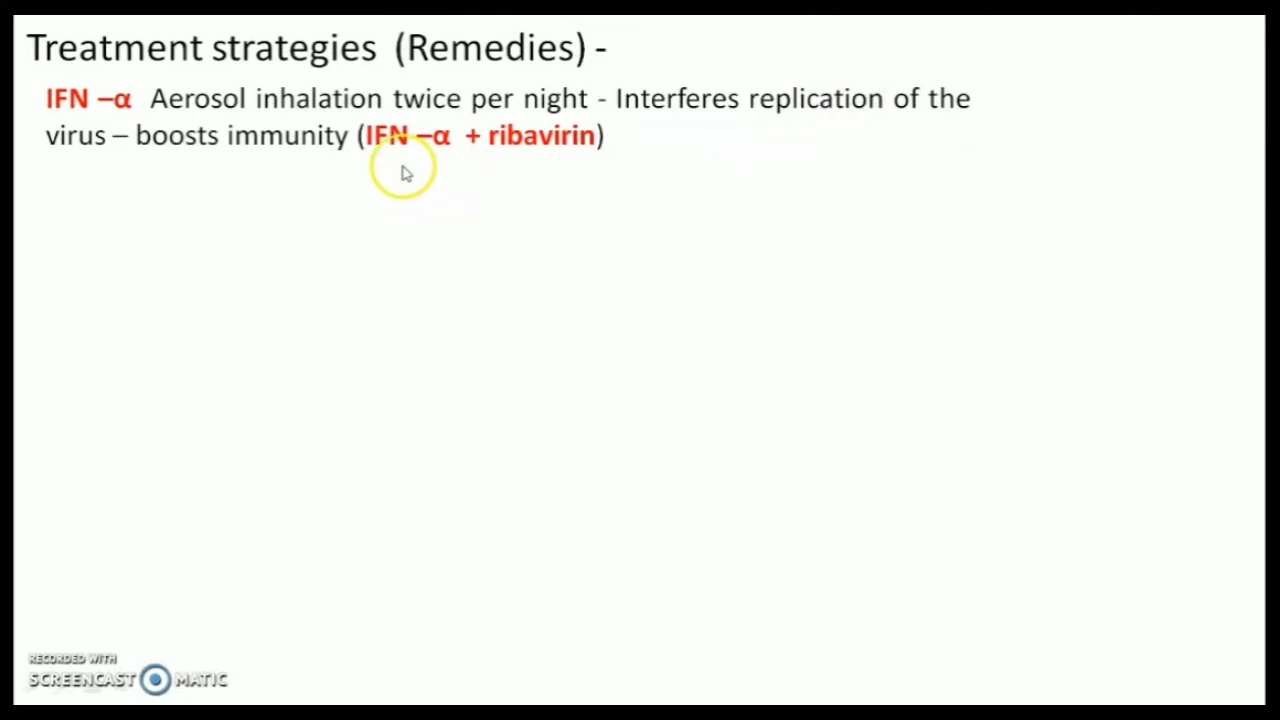 Treatment strategies (Remedies) -
IFN –α Aerosol inhalation twice per night - Interferes replication of the
virus – boosts immunity (IFN –α + ribavirin)
RECORDED WITH
SCREENCAST MATIC